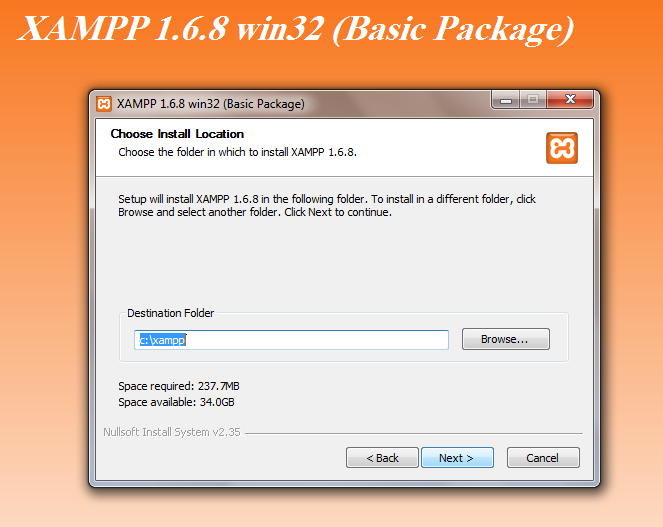 XAMPP 1.6.8 win32 (Basic Package)
XAMPP 1.6.8 win32 (Basic Package)
Choose Install Location
Choose the folder in which to install XAMPP 1.6.8.
Setup will install XAMPP 1.6.8 in the following folder. To install in a different folder, click
Browse and select another folder. Click Next to continue.
Destination Folder
c:\xampp
Browse...
Space required: 237.7MB
Space available: 34.0GB
Nullsoft Install System v2.35
< Back
Next >
Cancel